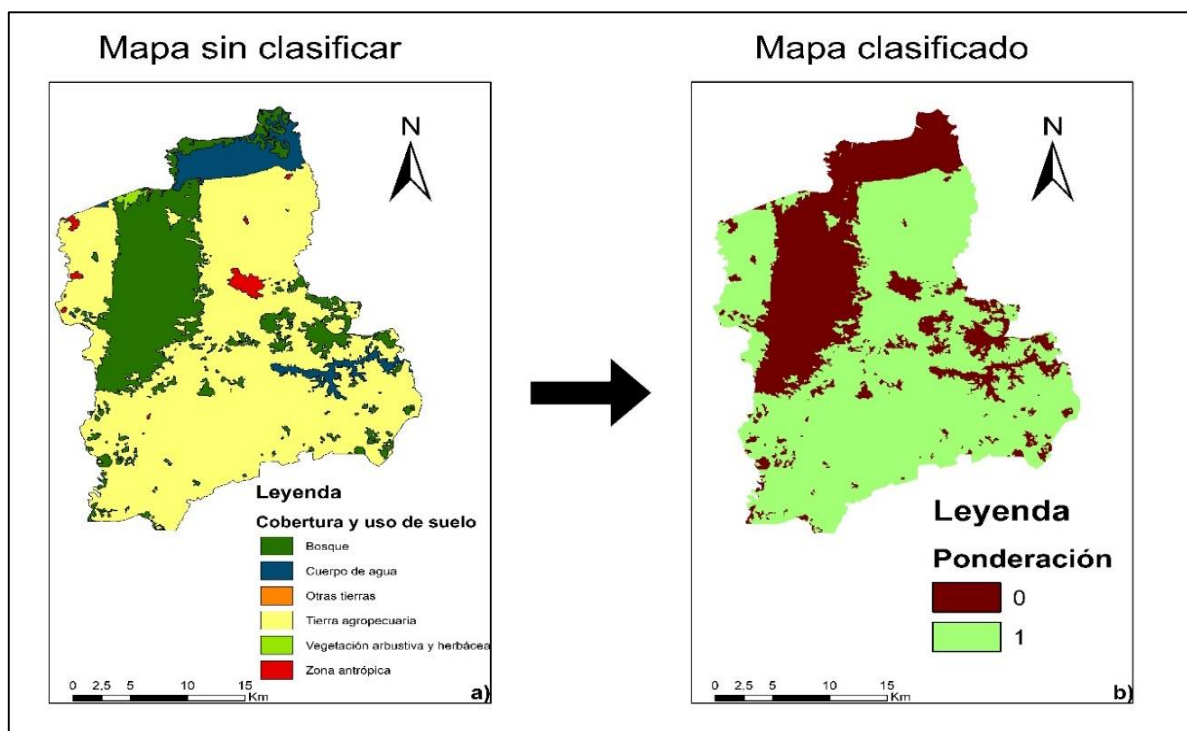 Mapa sin clasificar
N
Leyenda
Cobertura y uso de suelo
Bosque
Cuerpo de agua
Otras tierras
Tierra agropecuaria
Vegetación arbustiva y herbácea
Zona antrópica
0 2,5 5 10 15
Km
a)
Mapa clasificado
N
Leyenda
Ponderación
0
1
0 2,5 5 10 15
Km
b)